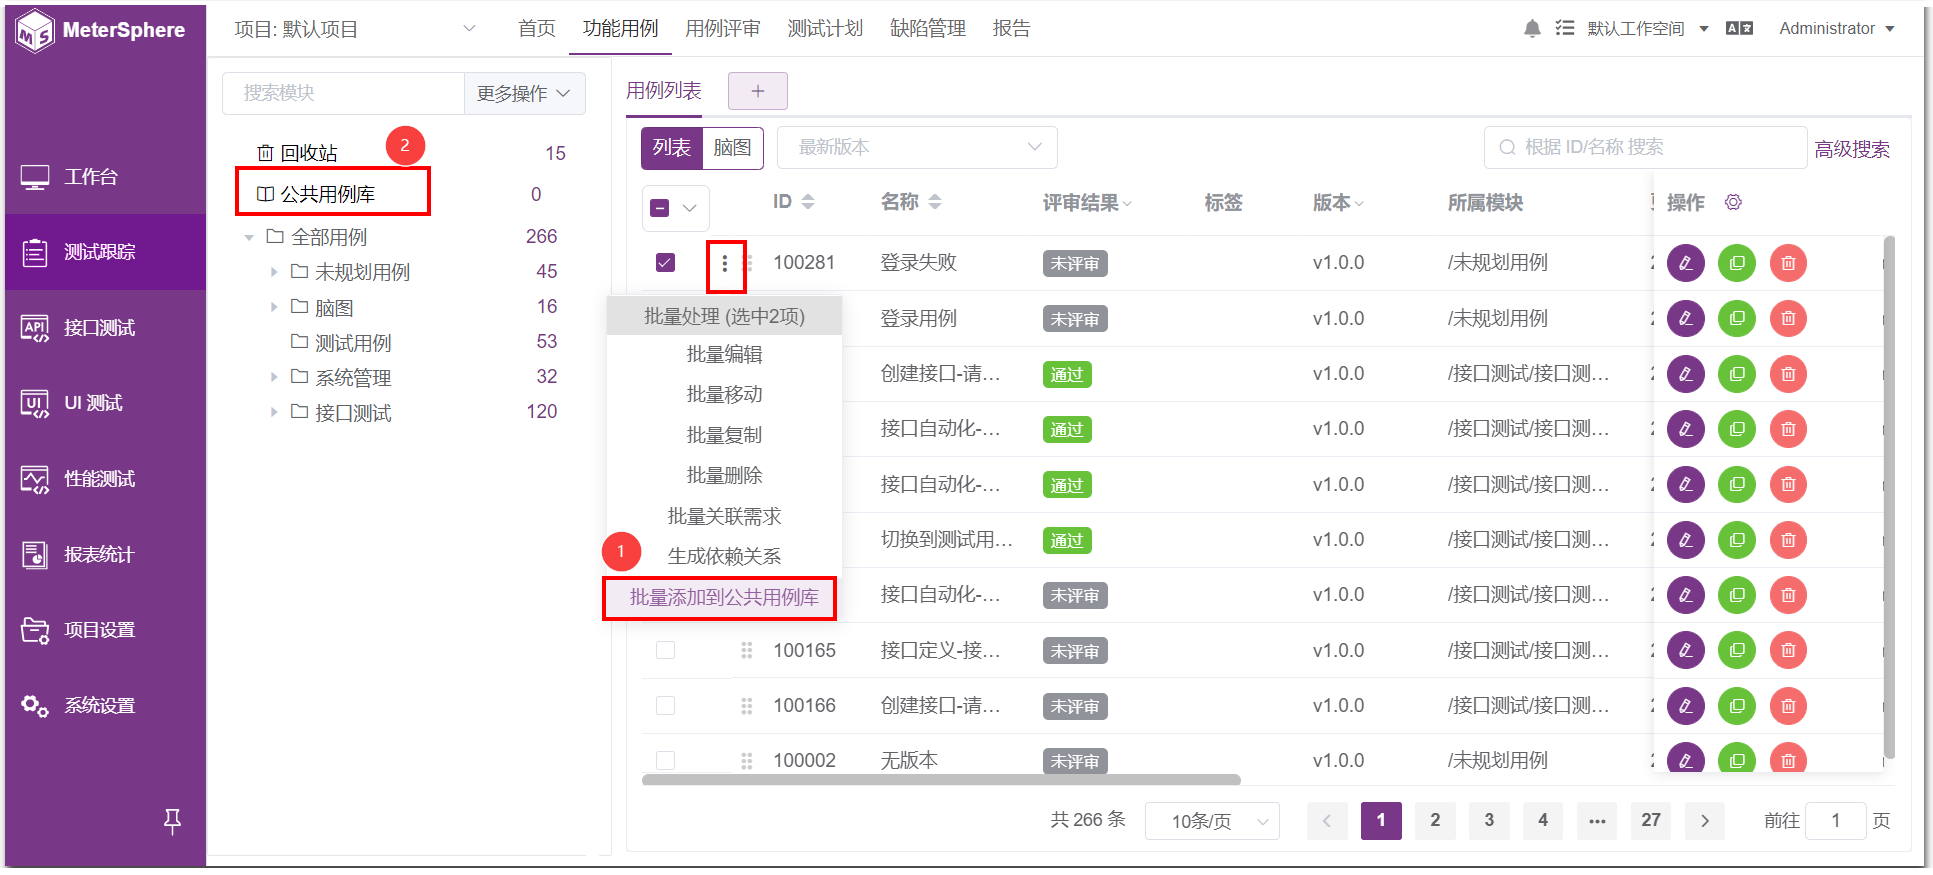 MeterSphere
项目: 默认项目
首页 功能用例 用例评审 测试计划 缺陷管理 报告
默认工作空间
Administrator
工作台
测试跟踪
接口测试
UI 测试
性能测试
报表统计
项目设置
系统设置
搜索模块
更多操作
回收站 15
2
公共用例库 0
全部用例 266
未规划用例 45
脑图 16
测试用例 53
系统管理 32
接口测试 120
用例列表
+
列表 脑图
最新版本
根据 ID/名称 搜索
高级搜索
ID 名称 评审结果 标签 版本 所属模块 操作
100281 登录失败 未评审 v1.0.0 /未规划用例
登录用例 未评审 v1.0.0 /未规划用例
创建接口-请... 通过 v1.0.0 /接口测试/接口测...
接口自动化-... 通过 v1.0.0 /接口测试/接口测...
接口自动化-... 通过 v1.0.0 /接口测试/接口测...
切换到测试用... 通过 v1.0.0 /接口测试/接口测...
接口自动化-... 未评审 v1.0.0 /接口测试/接口测...
100165 接口定义-接... 未评审 v1.0.0 /接口测试/接口测...
100166 创建接口-请... 未评审 v1.0.0 /接口测试/接口测...
100002 无版本 未评审 v1.0.0 /未规划用例
批量处理 (选中2项)
批量编辑
批量移动
批量复制
批量删除
批量关联需求
1
生成依赖关系
批量添加到公共用例库
共 266 条 10条/页 1 2 3 4 ... 27 前往 1 页